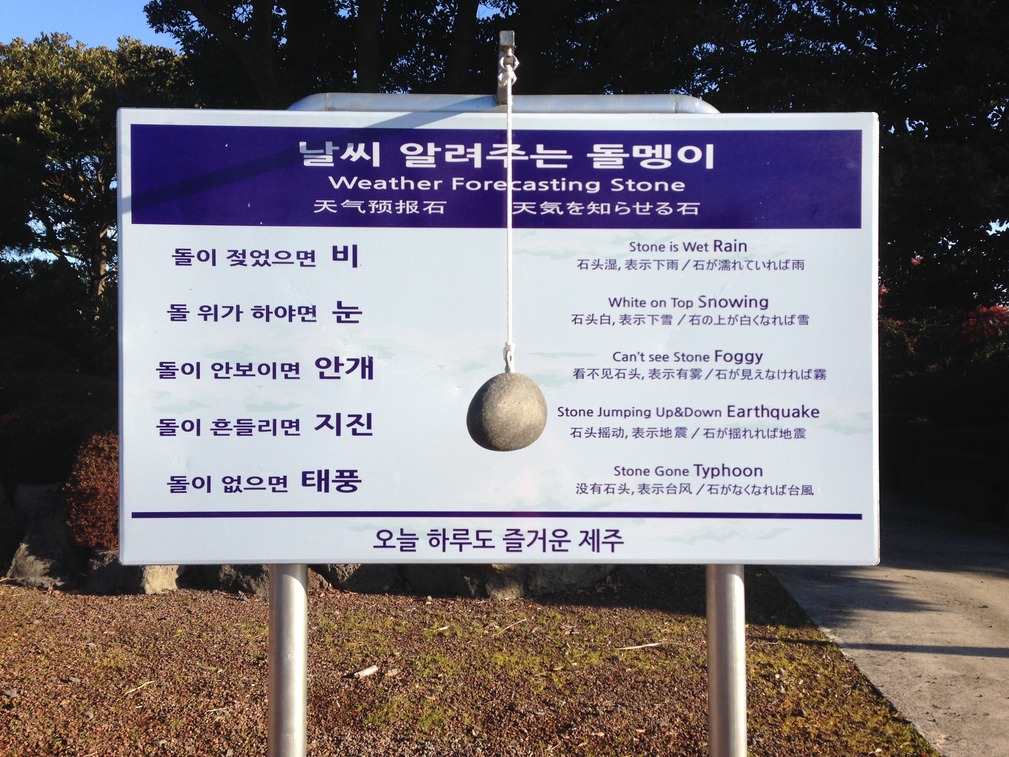 날씨 알려주는 돌멩이
Weather Forecasting Stone
天气预报石 天気を知らせる石
돌이 젖었으면 비
Stone is Wet Rain
石头湿, 表示下雨 / 石が濡れていれば雨
돌 위가 하야면 눈
White on Top Snowing
石头白, 表示下雪 / 石の上が白くなれば雪
돌이 안보이면 안개
Can't see Stone Foggy
看不见石头, 表示有雾 / 石が見えなければ霧
돌이 흔들리면 지진
Stone Jumping Up&Down Earthquake
石头摇动, 表示地震 / 石が揺れれば地震
돌이 없으면 태풍
Stone Gone Typhoon
没有石头, 表示台风 / 石がなくなれば台風
오늘 하루도 즐거운 제주